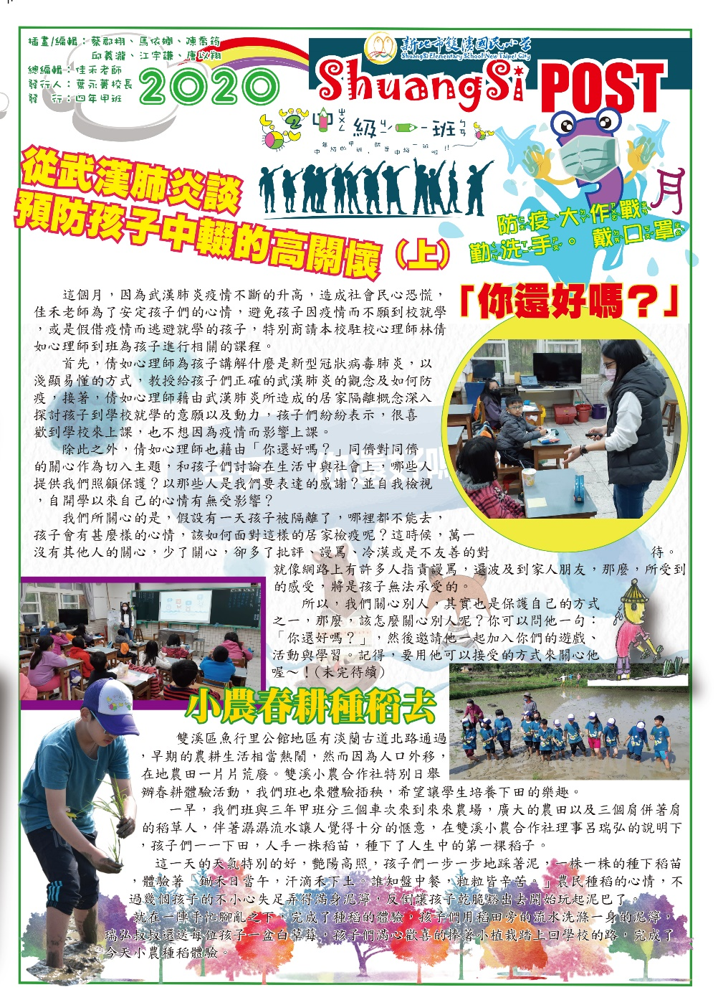 插畫/編輯：蔡郡栩、馬依嫻、陳喬筠
邱義瀧、江宇謙、唐以翔
總編輯：佳禾老師
發行人：葉永菁校長
發　行：四年甲班
2020
新北市雙溪國民小學
ShuangSi Elementary School New Taipei City
ShuangSi POST
中ㄓㄨㄥ級ㄐㄧˊ一班ㄅㄢ
年級甲，就是一班
中級的班，中級啦!!
3月
防疫大作戰
勤洗手。戴口罩
從武漢肺炎談
預防孩子中輟的高關懷（上）
「你還好嗎？」
這個月，因為武漢肺炎疫情不斷的升高，造成社會民心恐慌，
佳禾老師為了安定孩子們的心情，避免孩子因疫情而不願到校就學
，或是假借疫情而逃避就學的孩子，特別商請本校駐校心理師林倩
如心理師到班為孩子進行相關的課程。
首先，倩如心理師為孩子講解什麼是新型冠狀病毒肺炎，以
淺顯易懂的方式，教授給孩子們正確的武漢肺炎的觀念及如何防
疫，接著，倩如心理師藉由武漢肺炎所造成的居家隔離概念深入
探討孩子到學校就學的意願以及動力，孩子們紛紛表示，很喜
歡到學校來上課，也不想因為疫情而影響上課。
除此之外，倩如心理師也藉由「你還好嗎？」同儕對同儕
的關心作為切入主題，和孩子們討論在生活中與社會上，哪些人
提供我們照顧保護？以那些人是我們要表達的感謝？並自我檢視
，自開學以來自己的心情有無受影響？
我們所關心的是，假設有一天孩子被隔離了，哪裡都不能去，
孩子會有甚麼樣的心情，該如何面對這樣的居家檢疫呢？這時候，萬一
沒有其他人的關心，少了關心，卻多了批評、謾罵、冷漠或是不友善的對待。
就像網路上有許多人指責謾罵，還波及到家人朋友，那麼，所受到
的感受，將是孩子無法承受的。
所以，我們關心別人，其實也是保護自己的方式
之一，那麼，該怎麼關心別人呢？你可以問他一句：
「你還好嗎？」，然後邀請他一起加入你們的遊戲、
活動與學習。記得，要用他可以接受的方式來關心他
喔～！(未完待續)
小農春耕種稻去
雙溪區魚行里公館地區有淡蘭古道北路通過
，早期的農耕生活相當熱鬧，然而因為人口外移，
在地農田一片片荒廢。雙溪小農合作社特別日舉
辦春耕體驗活動，我們班也來體驗插秧，希望讓學生培養下田的樂趣。
一早，我們班與三年甲班分三個車次來到來來農場，廣大的農田以及三個肩併著肩
的稻草人，伴著潺潺流水讓人覺得十分的愜意，在雙溪小農合作社理事呂瑞弘的說明下
，孩子們一一下田，人手一株稻苗，種下了人生中的第一棵稻子。
這一天的天氣特別的好，艷陽高照，孩子們一步一步地踩著泥，一株一株的種下稻苗
，體驗著「鋤禾日當午，汗滴禾下土。誰知盤中餐，粒粒皆辛苦。」農民種稻的心情，不
過幾個孩子的不小心失足弄得滿身泥濘，反倒讓孩子乾脆豁出去開始玩起泥巴了。
就在一陣手忙腳亂之下，完成了種稻的體驗，孩子們用稻田旁的流水洗滌一身的泥濘，
瑞弘叔叔還送每位孩子一盆白草莓，孩子們滿心歡喜的捧著小植栽踏上回學校的路，完成了
今天小農種稻體驗。